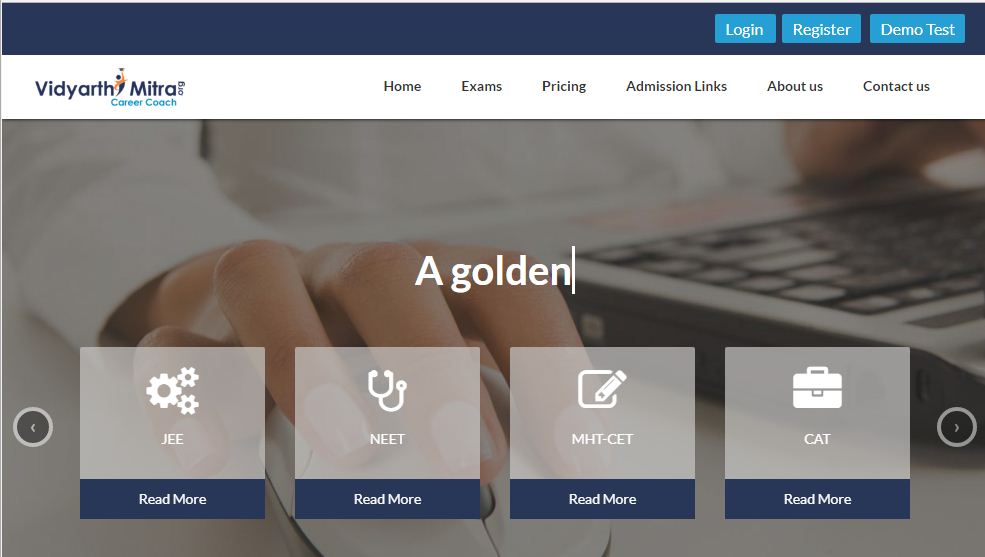 Login Register Demo Test
Vidyarthi Mitra.org
Career Coach
Home Exams Pricing Admission Links About us Contact us
A golden
JEE NEET MHT-CET CAT
Read More Read More Read More Read More